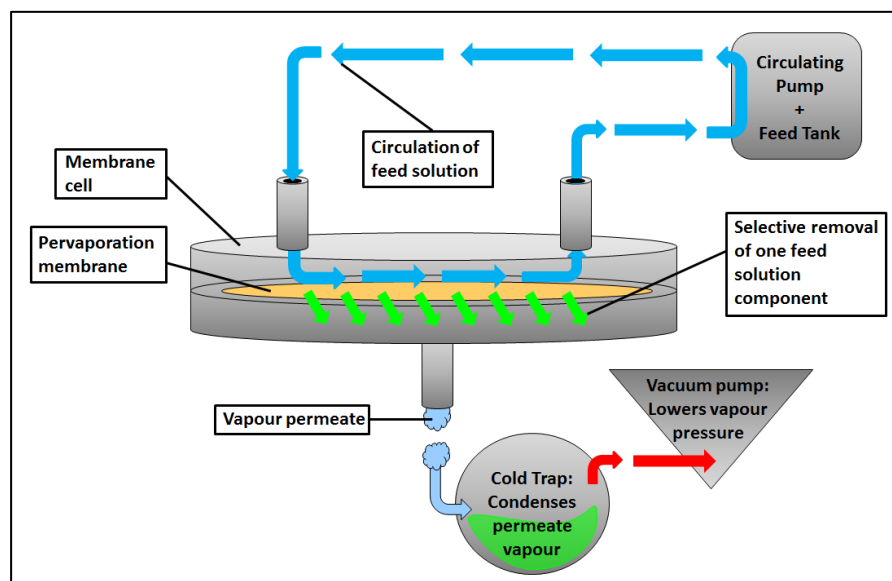 Circulating
Pump
+
Feed Tank
Circulation of
feed solution
Membrane
cell
Pervaporation
membrane
Selective removal
of one feed
solution
component
Vapour permeate
Vacuum pump:
Lowers vapour
pressure
Cold Trap:
Condenses
permeate
vapour